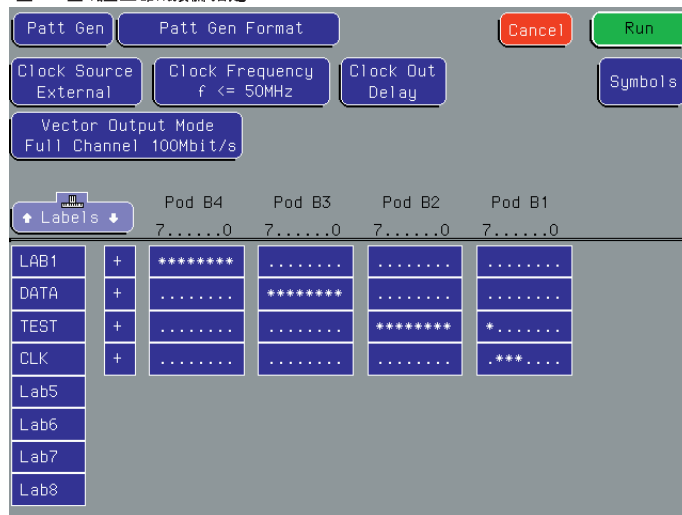 Patt Gen Patt Gen Format Cancel Run
Clock Source External Clock Frequency f <= 50MHz Clock Out Delay Symbols
Vector Output Mode
Full Channel 100Mbit/s
Labels Pod B4 Pod B3 Pod B2 Pod B1
7......0 7......0 7......0 7......0
LAB1 + ******** ........ ........ ........
DATA + ........ ******** ........ ........
TEST + ........ ........ ******** *.......
CLK + ........ ........ ........ .***....
Lab5
Lab6
Lab7
Lab8